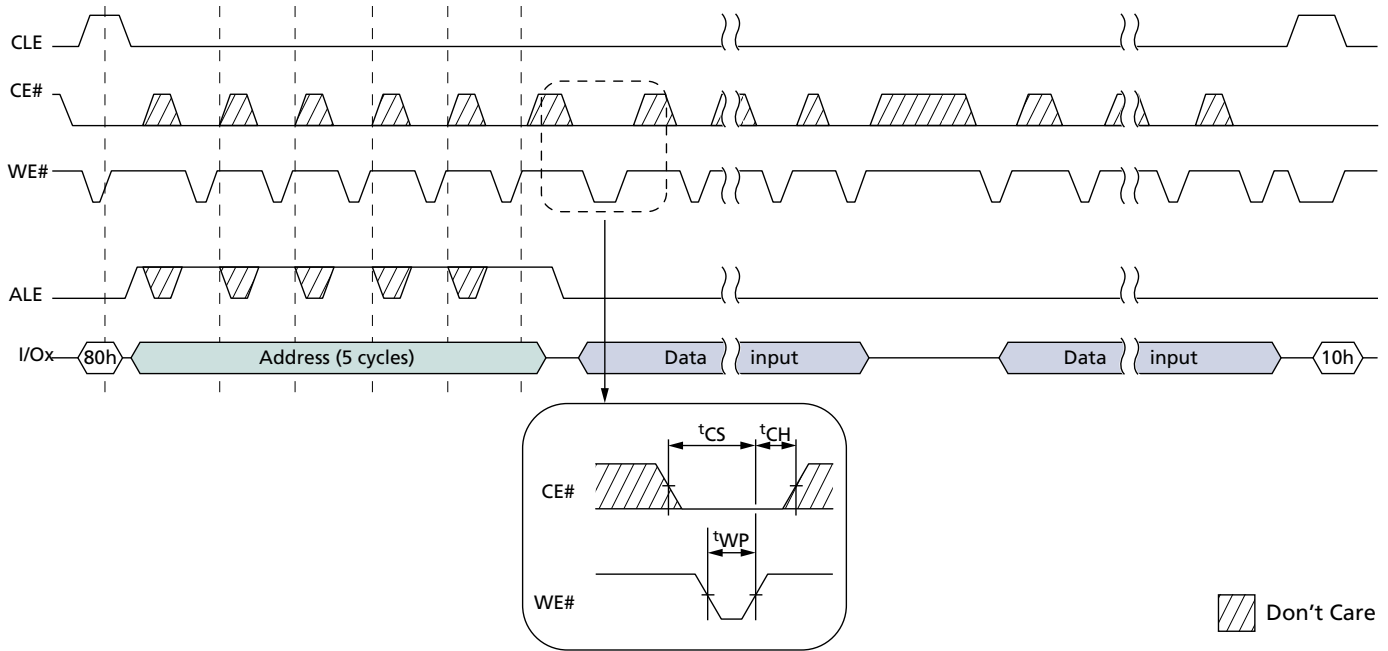 CLE
CE#
WE#
ALE
I/Ox 80h Address (5 cycles) Data input Data input 10h
tCS tCH
CE#
tWP
WE#
Don't Care